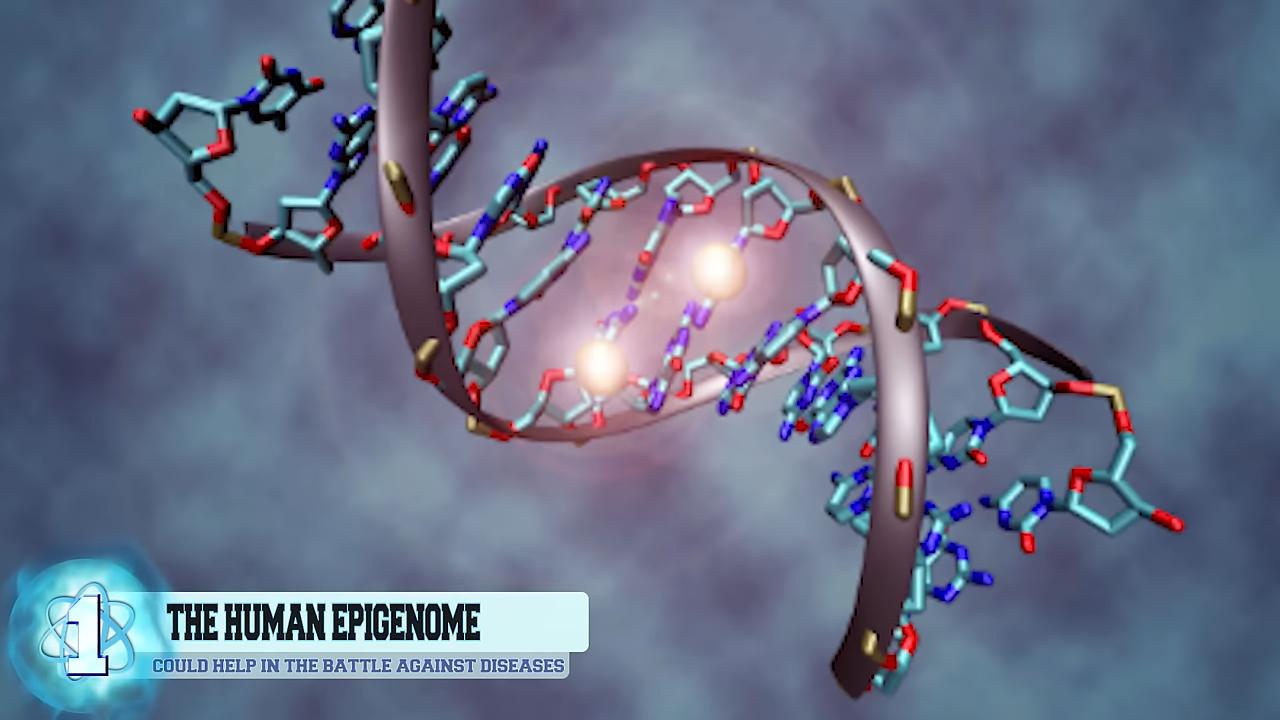 1
THE HUMAN EPIGENOME
COULD HELP IN THE BATTLE AGAINST DISEASES